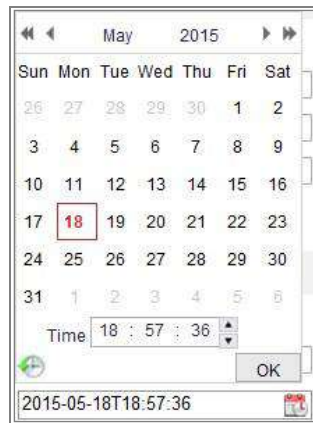 May 2015
Sun Mon Tue Wed Thu Fri Sat
26 27 28 29 30 1 2
3 4 5 6 7 8 9
10 11 12 13 14 15 16
17 18 19 20 21 22 23
24 25 26 27 28 29 30
31 1 2 3 4 5 6
Time 18 : 57 : 36
OK
2015-05-18T18:57:36